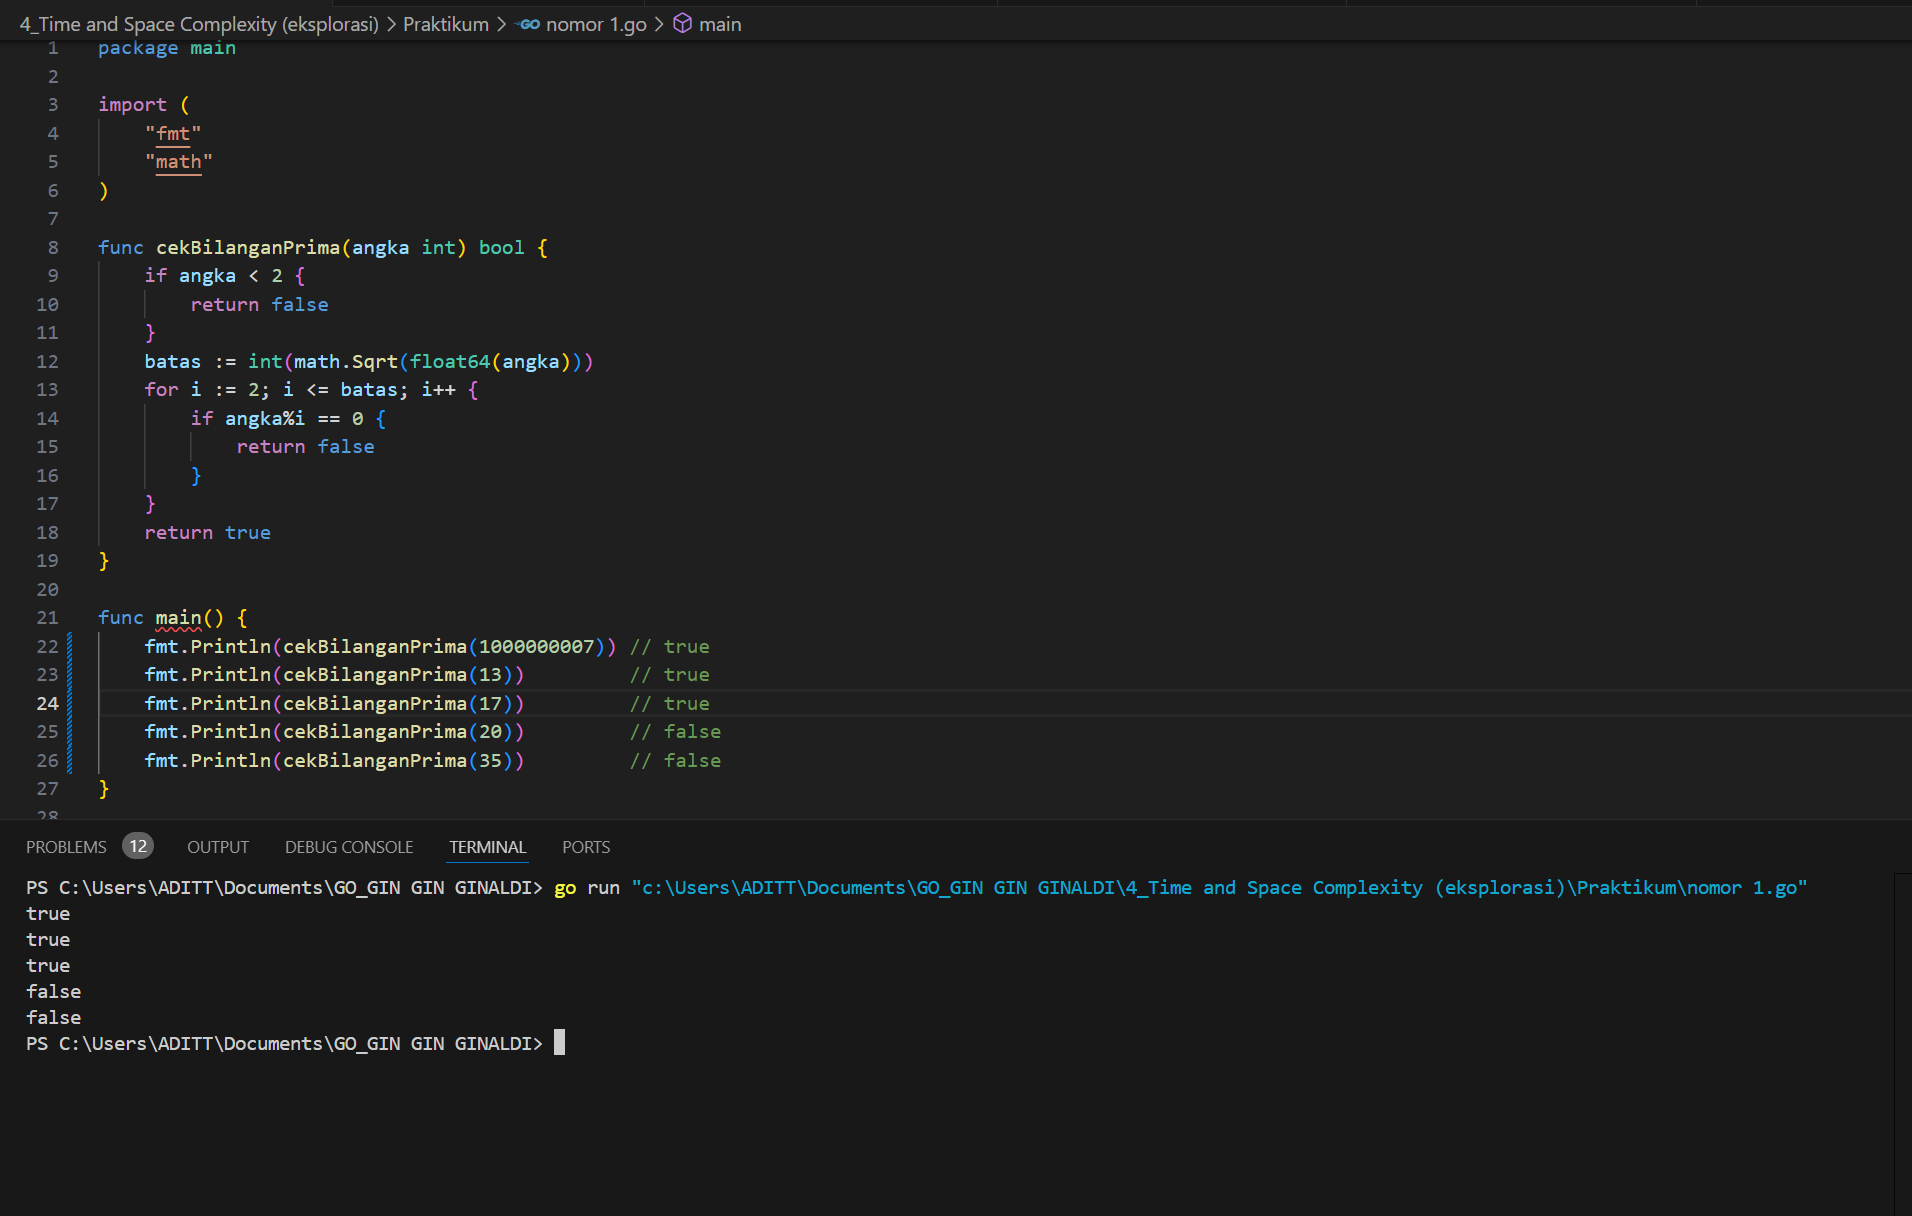 4_Time and Space Complexity (eksplorasi) > Praktikum > GO nomor 1.go > main
1 package main
2
3 import (
4 "fmt"
5 "math"
6 )
7
8 func cekBilanganPrima(angka int) bool {
9 if angka < 2 {
10 return false
11 }
12 batas := int(math.Sqrt(float64(angka)))
13 for i := 2; i <= batas; i++ {
14 if angka%i == 0 {
15 return false
16 }
17 }
18 return true
19 }
20
21 func main() {
22 fmt.Println(cekBilanganPrima(1000000007)) // true
23 fmt.Println(cekBilanganPrima(13)) // true
24 fmt.Println(cekBilanganPrima(17)) // true
25 fmt.Println(cekBilanganPrima(20)) // false
26 fmt.Println(cekBilanganPrima(35)) // false
27 }
28
PROBLEMS 12 OUTPUT DEBUG CONSOLE TERMINAL PORTS
PS C:\Users\ADITT\Documents\GO_GIN GIN GINALDI> go run "c:\Users\ADITT\Documents\GO_GIN GIN GINALDI\4_Time and Space Complexity (eksplorasi)\Praktikum\nomor 1.go"
true
true
true
false
false
PS C:\Users\ADITT\Documents\GO_GIN GIN GINALDI>